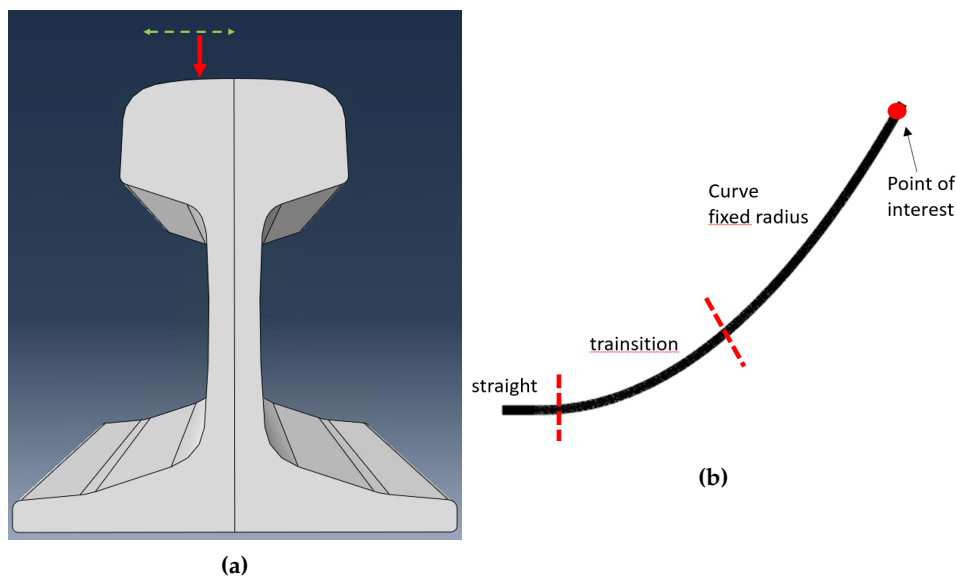 Curve
fixed radius
Point of
interest
trainsition
straight
(b)
(a)